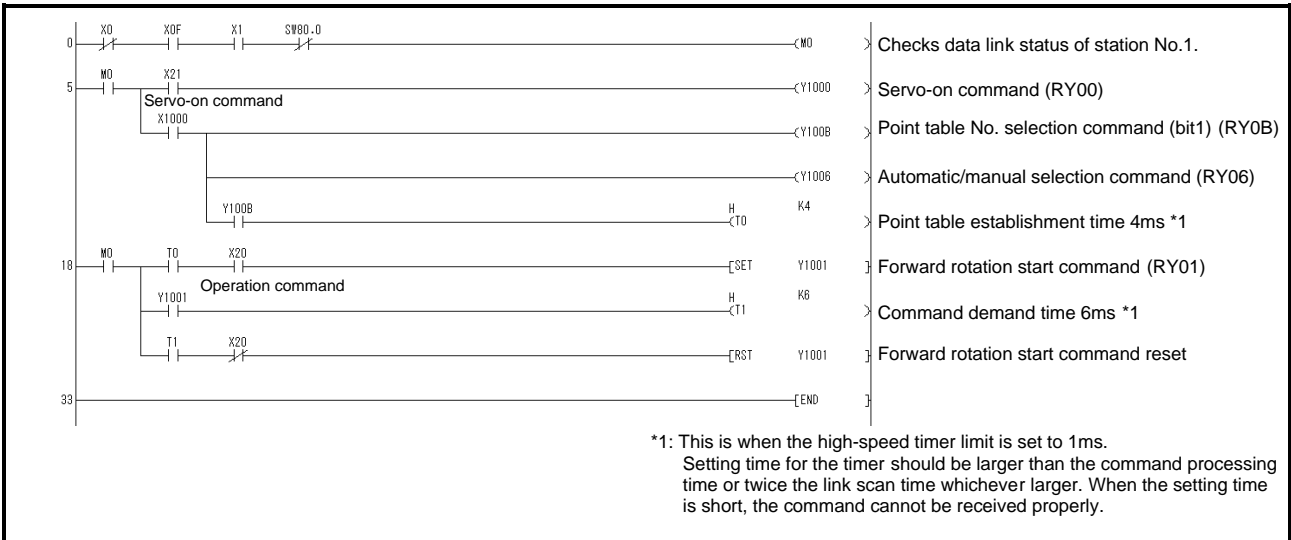 X0 X0F X1 SW80.0
0 (M0 ) Checks data link status of station No.1.
M0 X21
5 (Y1000 ) Servo-on command (RY00)
Servo-on command
X1000
(Y100B ) Point table No. selection command (bit1) (RY0B)
(Y1006 ) Automatic/manual selection command (RY06)
Y100B H K4
(T0 ) Point table establishment time 4ms *1
M0 T0 X20
18 [SET Y1001 ] Forward rotation start command (RY01)
Operation command
Y1001 H K6
(T1 ) Command demand time 6ms *1
T1 X20
[RST Y1001 ] Forward rotation start command reset
33 [END ]
*1: This is when the high-speed timer limit is set to 1ms.
Setting time for the timer should be larger than the command processing
time or twice the link scan time whichever larger. When the setting time
is short, the command cannot be received properly.